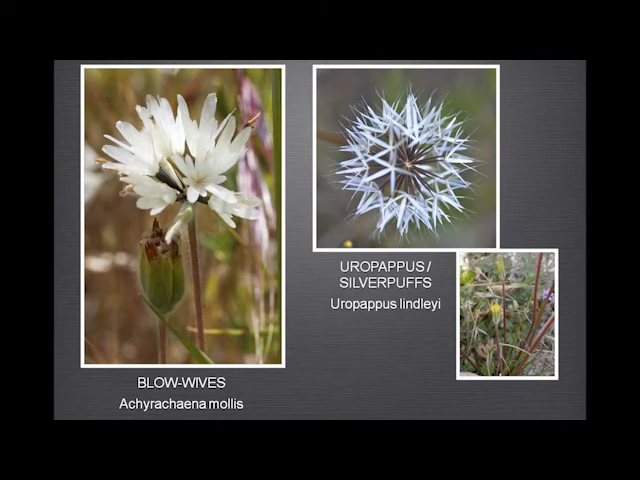 BLOW-WIVES
Achyrachaena mollis
UROPAPPUS /
SILVERPUFFS
Uropappus lindleyi